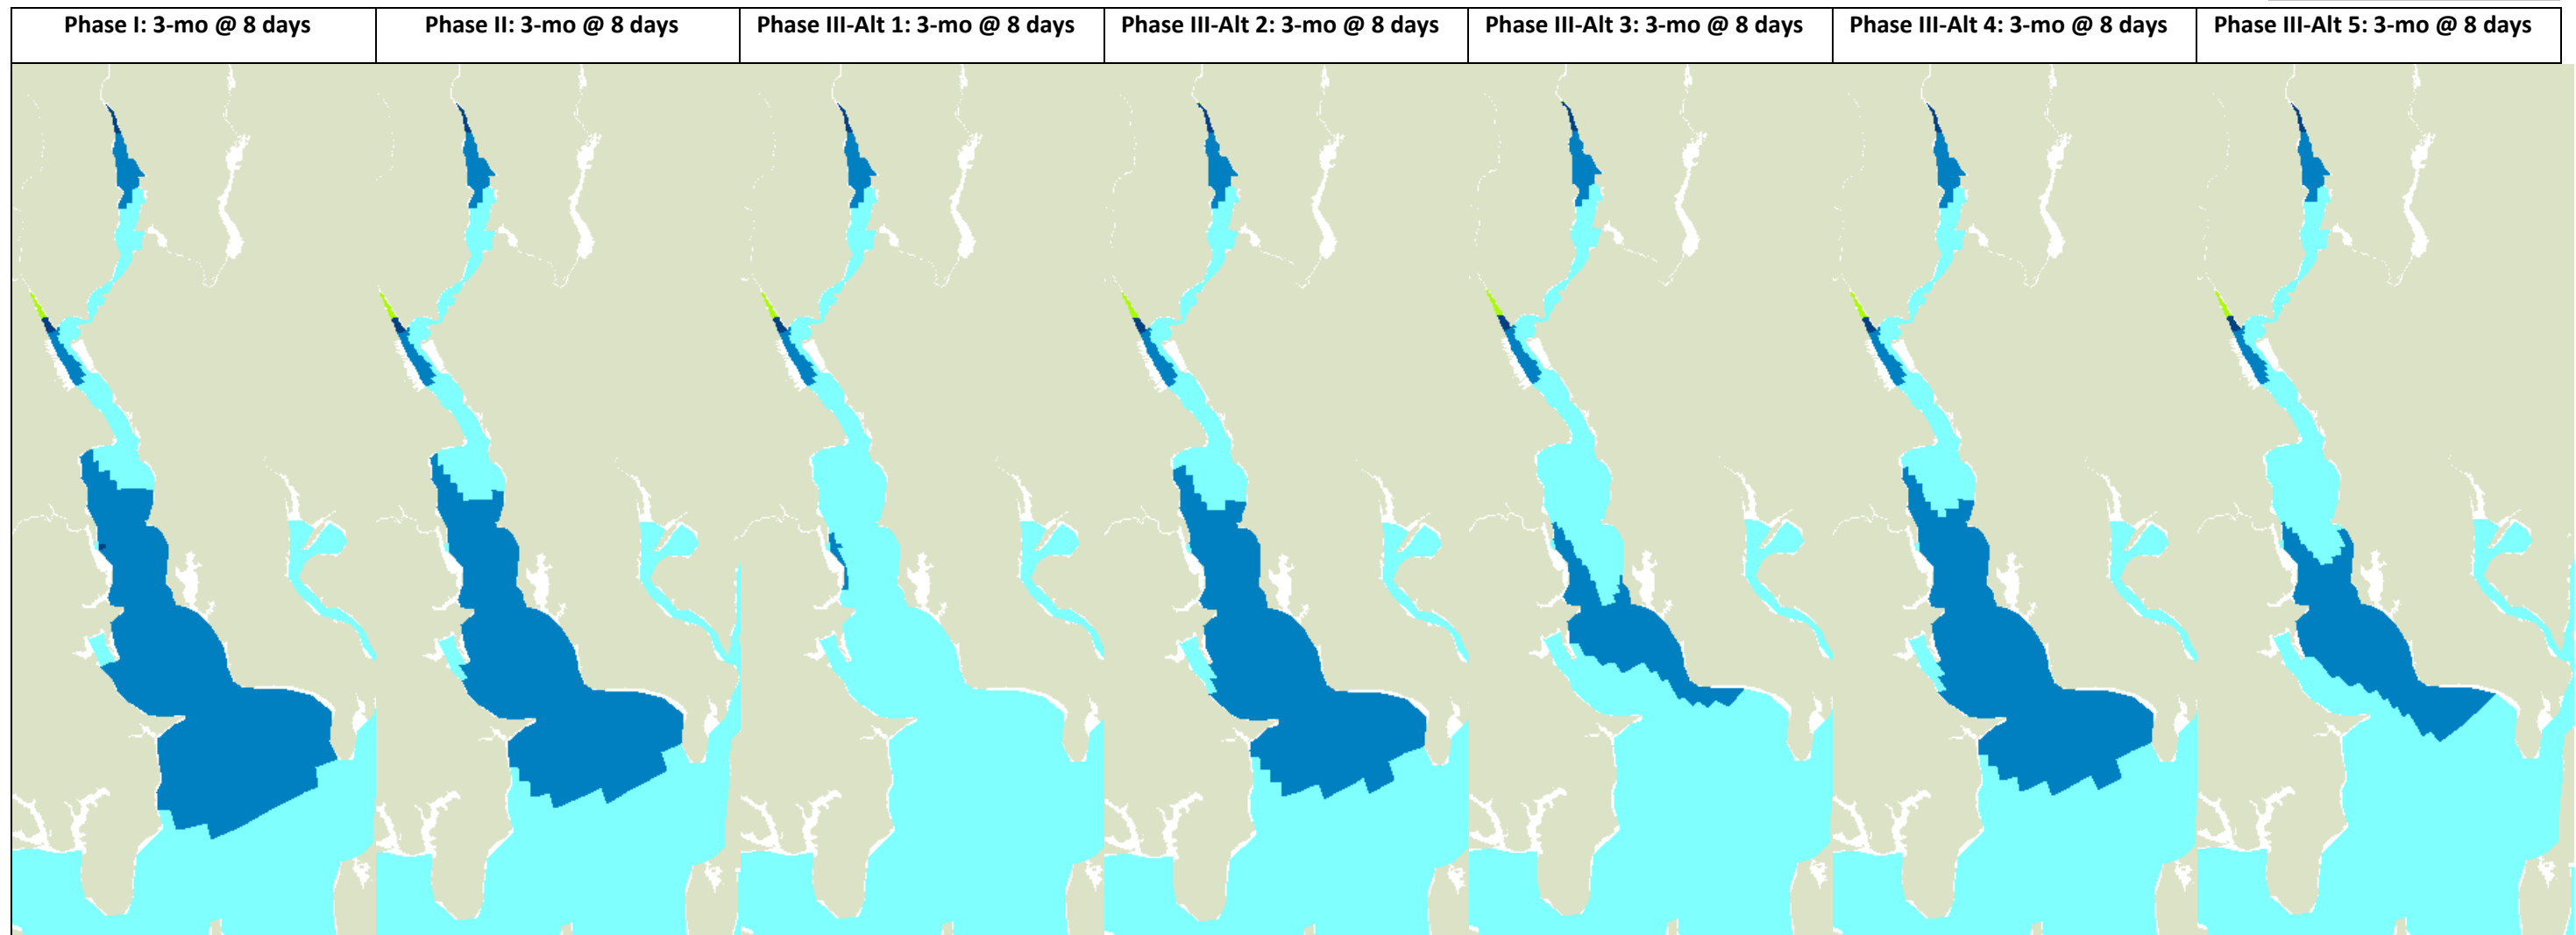 Phase I: 3-mo @ 8 days
Phase II: 3-mo @ 8 days
Phase III-Alt 1: 3-mo @ 8 days
Phase III-Alt 2: 3-mo @ 8 days
Phase III-Alt 3: 3-mo @ 8 days
Phase III-Alt 4: 3-mo @ 8 days
Phase III-Alt 5: 3-mo @ 8 days